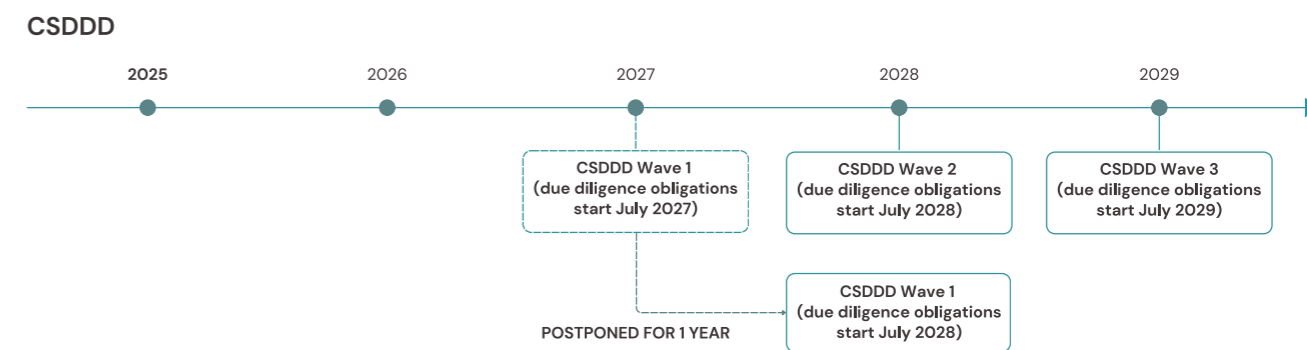 CSDDD
2025
2026
2027
2028
2029
CSDDD Wave 1
(due diligence obligations
start July 2027)
CSDDD Wave 2
(due diligence obligations
start July 2028)
CSDDD Wave 3
(due diligence obligations
start July 2029)
POSTPONED FOR 1 YEAR
CSDDD Wave 1
(due diligence obligations
start July 2028)